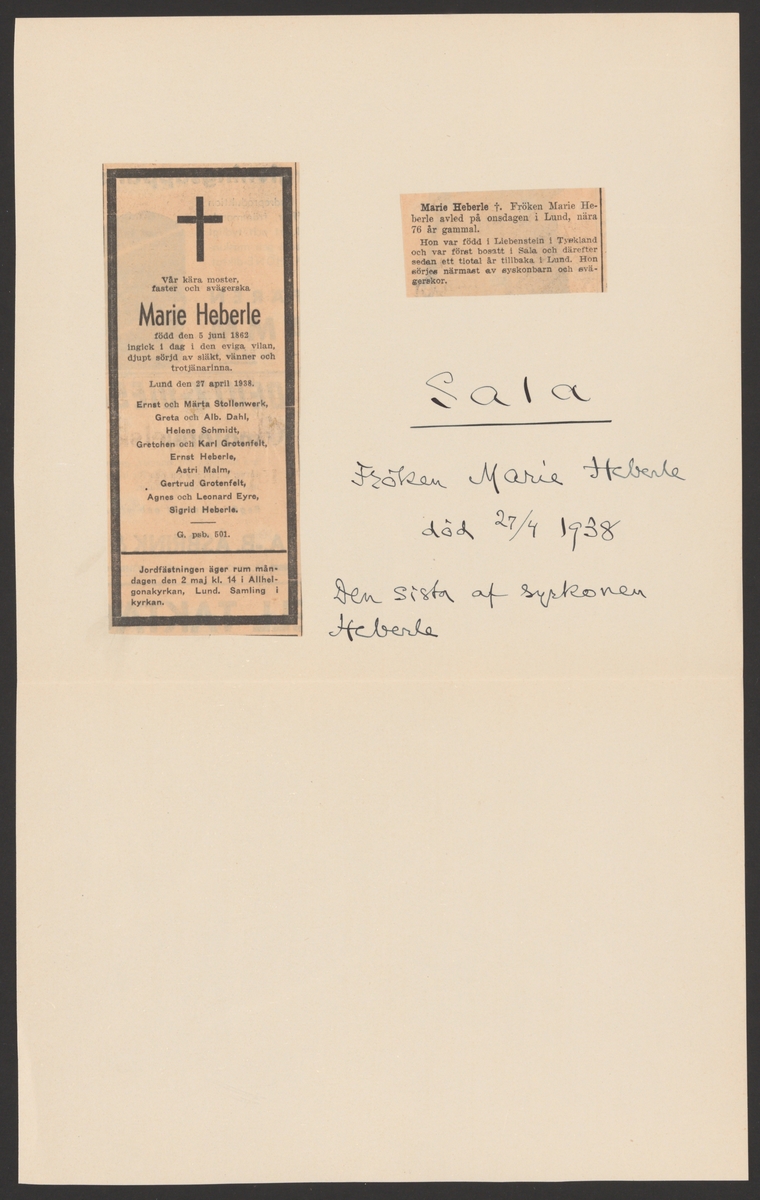 Vår kära moster,
faster och svägerska
Marie Heberle
född den 5 juni 1862
ingick i dag i den eviga vilan,
djupt sörjd av släkt, vänner och
trotjänarinna.
Lund den 27 april 1938.
Ernst och Märta Stollenwerk,
Greta och Alb. Dahl,
Helene Schmidt,
Gretchen och Karl Grotenfelt,
Ernst Heberle,
Astri Malm,
Gertrud Grotenfelt,
Agnes och Leonard Eyre,
Sigrid Heberle.
G. psb. 501.
Jordfästningen äger rum mån-
dagen den 2 maj kl. 14 i Allhel-
gonakyrkan, Lund. Samling i
kyrkan.
Marie Heberle †. Fröken Marie He-
berle avled på onsdagen i Lund, nära
76 år gammal.
Hon var född i Liebenstein i Tyskland
och var först bosatt i Sala och därefter
sedan ett tiotal år tillbaka i Lund. Hon
sörjes närmast av syskonbarn och svä-
gerskor.
Sala
Fröken Marie Heberle
död 27/4 1938
Den sista af syskonen
Heberle